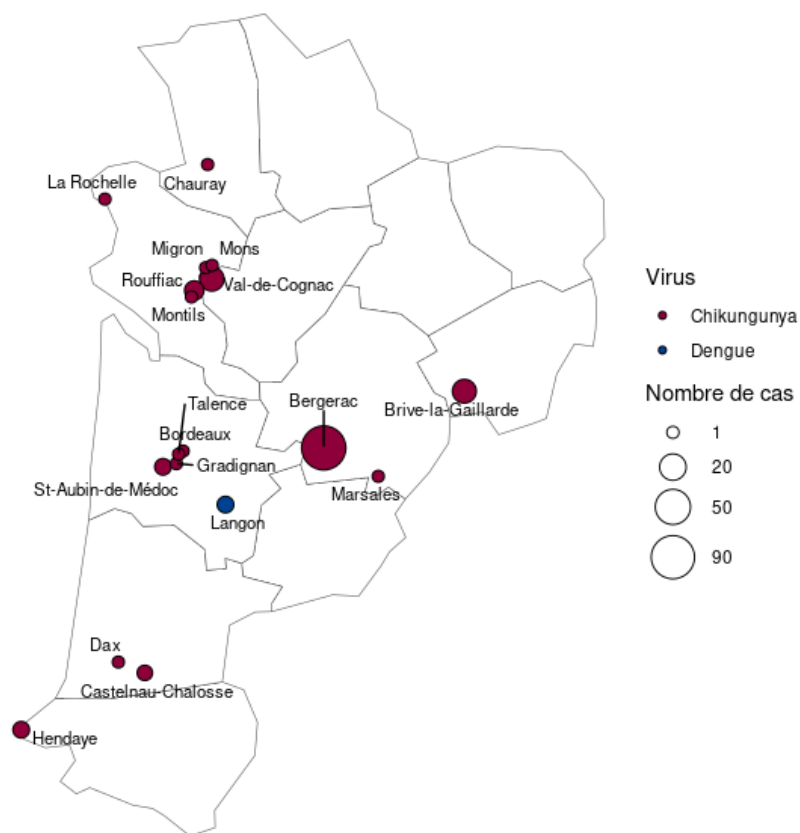 La Rochelle
Chauray
Migron
Mons
Rouffiac
Val-de-Cognac
Montils
Talence
Bordeaux
Gradignan
St-Aubin-de-Médoc
Langon
Bergerac
Brive-la-Gaillarde
Marsalès
Dax
Castelnau-Chalosse
Hendaye
Virus
Chikungunya
Dengue
Nombre de cas
1
20
50
90